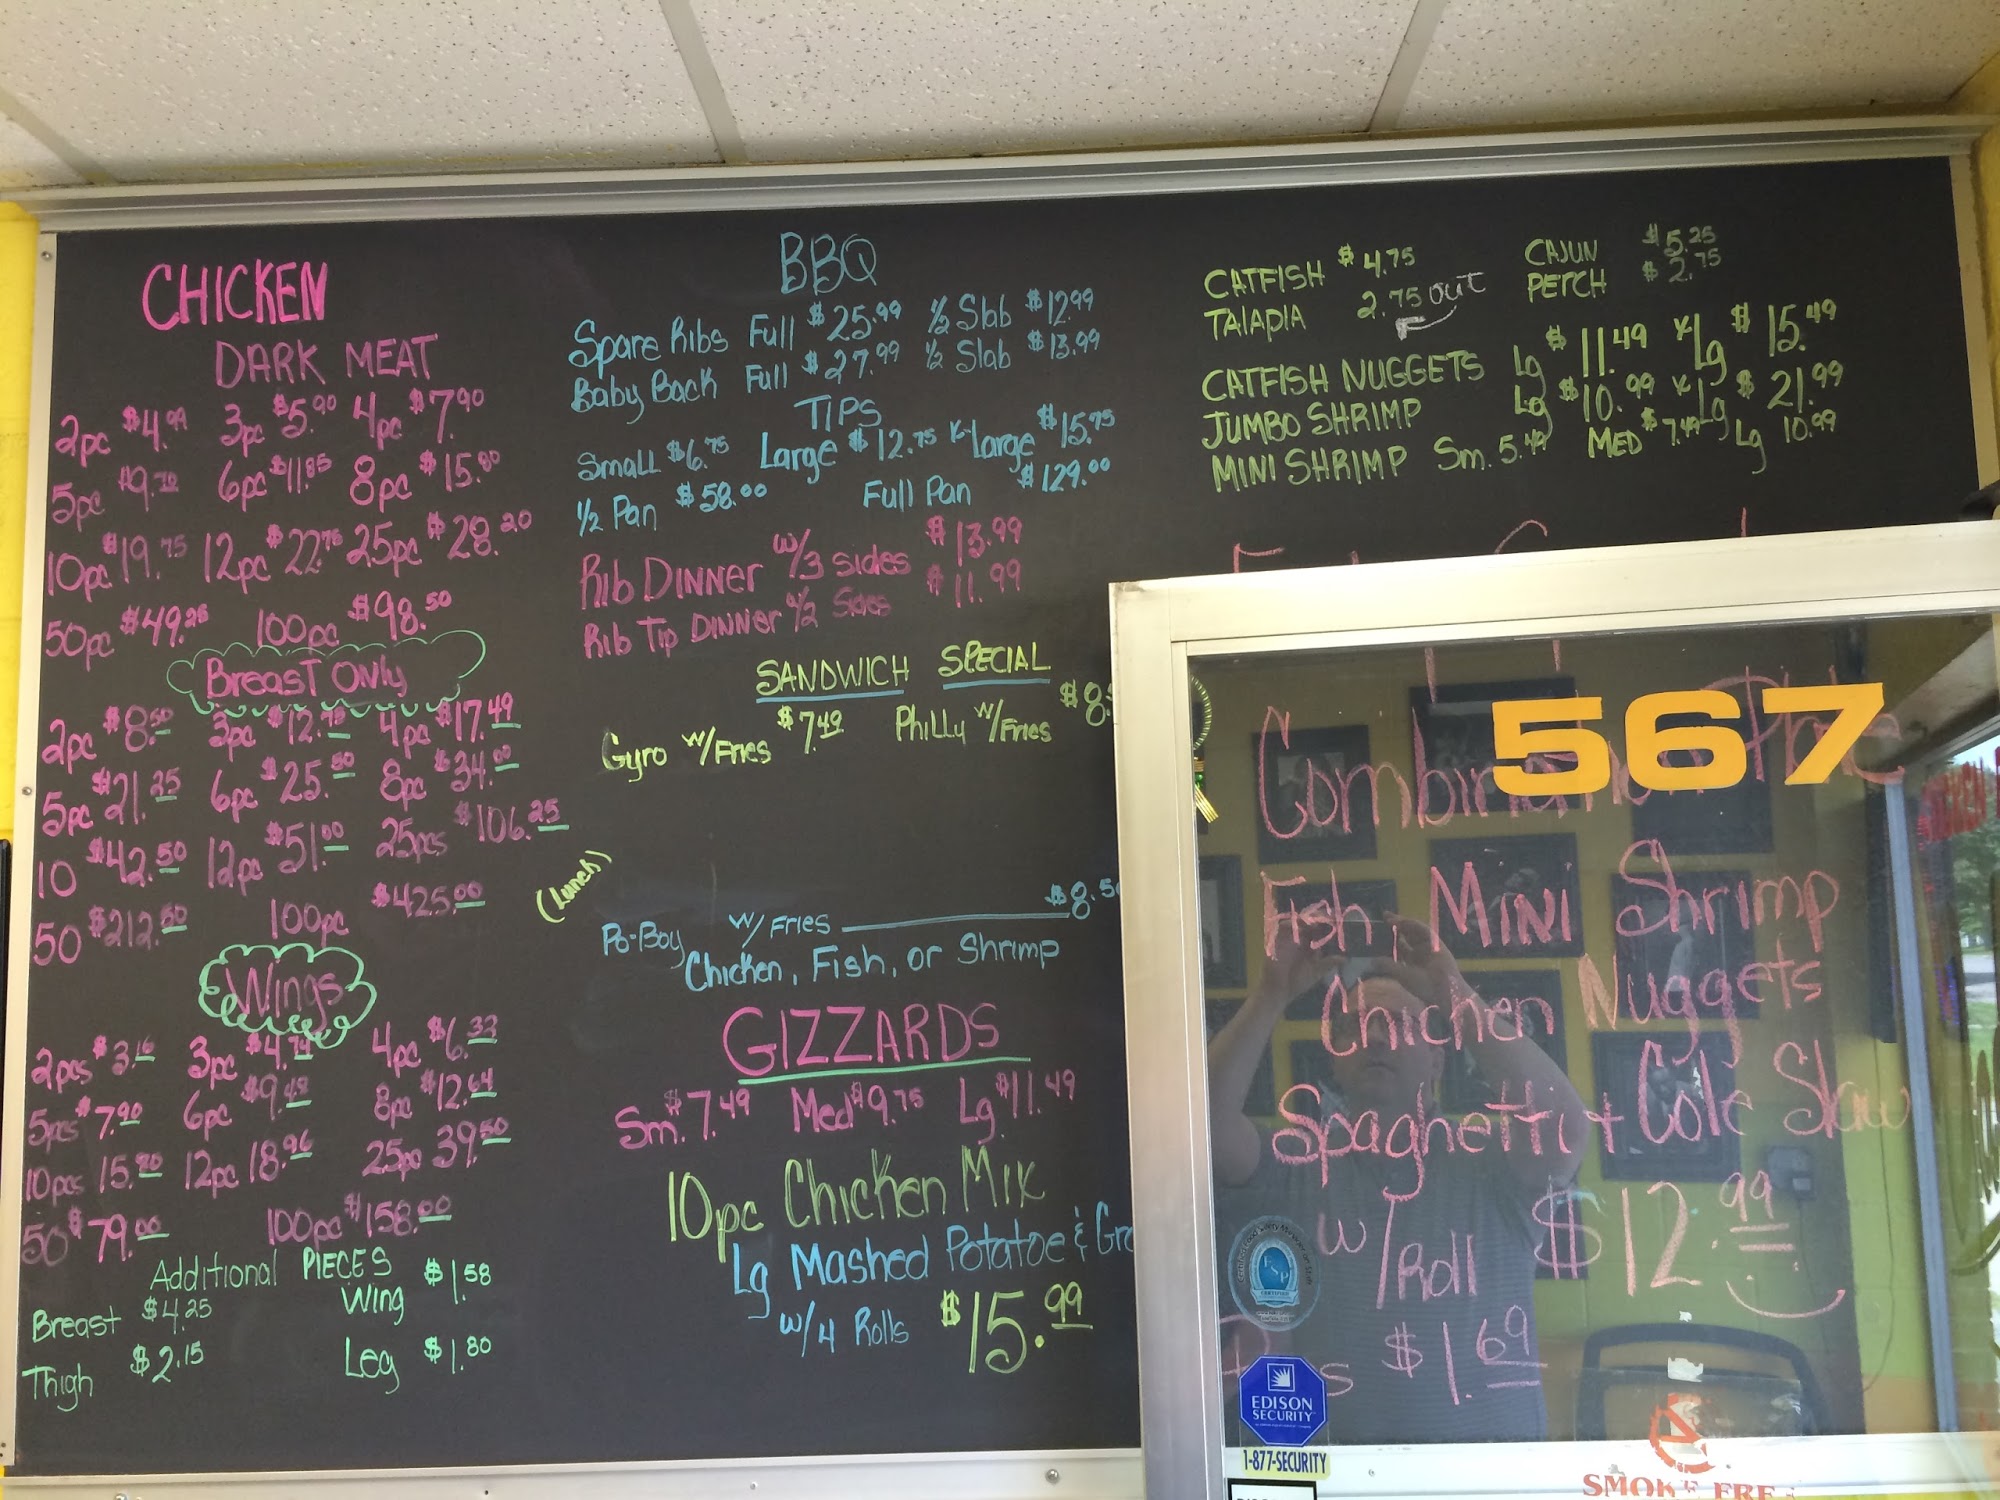 CHICKEN
DARK MEAT
2pc $4.99 3pc $5.90 4pc $7.90
5pc $9.70 6pc $11.85 8pc $15.80
10pc $19.75 12pc $22.78 25pc $28.20
50pc $49.25 100pc $98.50
Breast Only
2pc $8.50 3pc $12.75 4pc $17.49
5pc $21.25 6pc $25.50 8pc $34.00
10 $42.50 12pc $51.00 25pcs $106.25
50 $212.50 100pc $425.00
Wings
2pcs $3.16 3pc $4.74 4pc $6.32
5pcs $7.90 6pc $9.48 8pc $12.64
10pcs 15.80 12pc 18.96 25pc 39.50
50 $79.00 100pc $158.00
Additional PIECES
Breast $4.25 Wing $1.58
Thigh $2.15 Leg $1.80
BBQ
Spare Ribs Full $25.99 ½ Slab $12.99
Baby Back Full $27.99 ½ Slab $13.99
TIPS
Small $6.75 Large $12.75 X-Large $15.75
½ Pan $58.00 Full Pan $129.00
Rib DINNER w/3 sides $13.99
Rib Tip DINNER w/2 Sides $11.99
SANDWICH SPECIAL
Gyro w/Fries $7.49 Philly w/Fries $8.
(Lunch)
Po-Boy w/ Fries $8.50
Chicken, Fish, or Shrimp
GIZZARDS
Sm. $7.49 Med $9.75 Lg $11.49
10pc Chicken Mix
Lg Mashed Potatoe & Gr
w/4 Rolls $15.99
CATFISH $4.75 CAJUN $5.25
TALAPIA 2.75 out PERCH $2.75
CATFISH NUGGETS Lg $11.49 X Lg $15.49
JUMBO SHRIMP Lg $10.99 X Lg $21.99
MINI SHRIMP Sm. 5.49 MED $7.49 Lg 10.99
567
Combination
Fish, Mini Shrimp
Chicken Nuggets
Spaghetti + Cole Slaw
w/Roll $12.99
$1.69
CERTIFIED
EDISON
SECURITY
1-877-SECURITY
SMOKE FREE